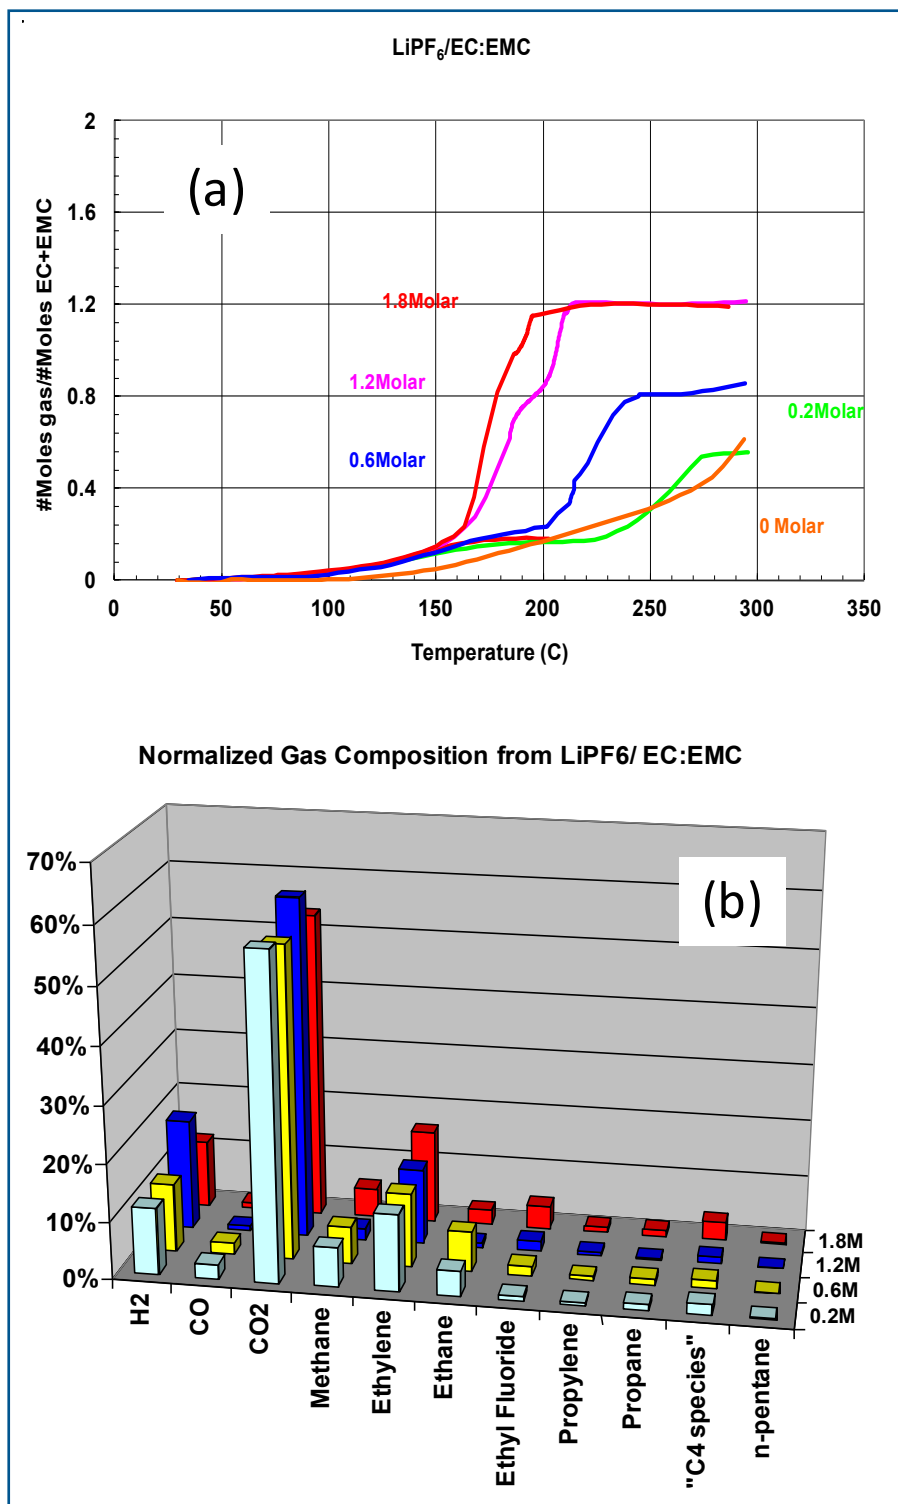 LiPF6/EC:EMC
(a)
#Moles gas/#Moles EC+EMC
2
1.6
1.2
0.8
0.4
0
1.8Molar
1.2Molar
0.6Molar
0.2Molar
0 Molar
0 50 100 150 200 250 300 350
Temperature (C)
Normalized Gas Composition from LiPF6/ EC:EMC
(b)
70%
60%
50%
40%
30%
20%
10%
0%
1.8M
1.2M
0.6M
0.2M
H2
CO
CO2
Methane
Ethylene
Ethane
Ethyl Fluoride
Propylene
Propane
"C4 species"
n-pentane